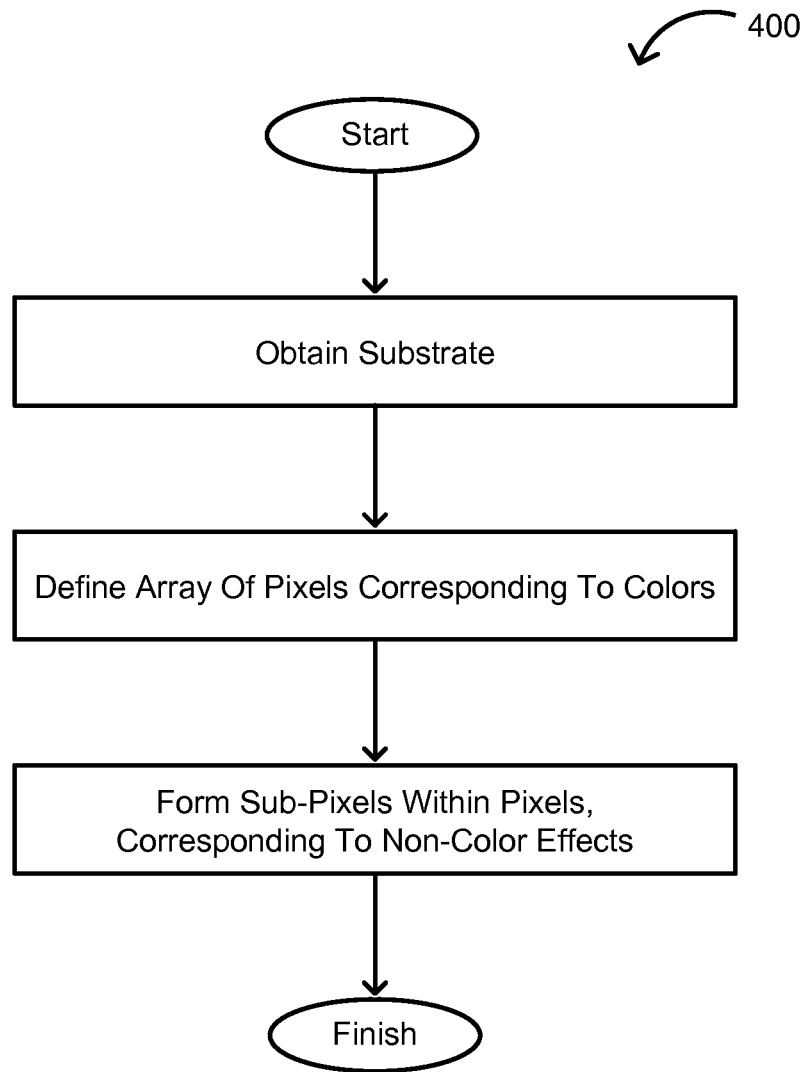 400
Start
Obtain Substrate
Define Array Of Pixels Corresponding To Colors
Form Sub-Pixels Within Pixels,
Corresponding To Non-Color Effects
Finish